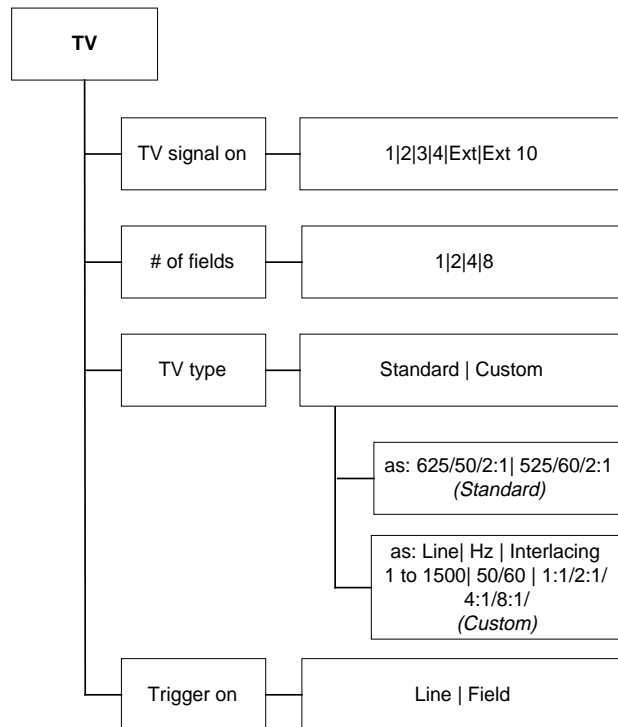 TV
TV signal on
1|2|3|4|Ext|Ext 10
# of fields
1|2|4|8
TV type
Standard | Custom
as: 625/50/2:1| 525/60/2:1
(Standard)
as: Line| Hz | Interlacing
1 to 1500| 50/60 | 1:1/2:1/
4:1/8:1/
(Custom)
Trigger on
Line | Field